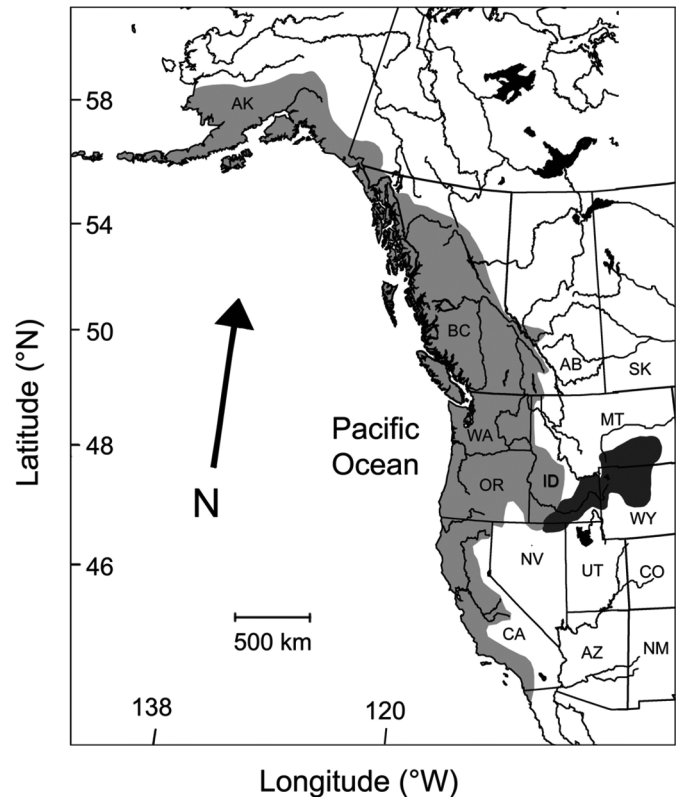 58
54
50
48
46
Latitude (°N)
AK
BC
AB
SK
WA
MT
OR
ID
WY
NV
UT
CO
CA
AZ
NM
Pacific
Ocean
N
500 km
138
120
Longitude (°W)